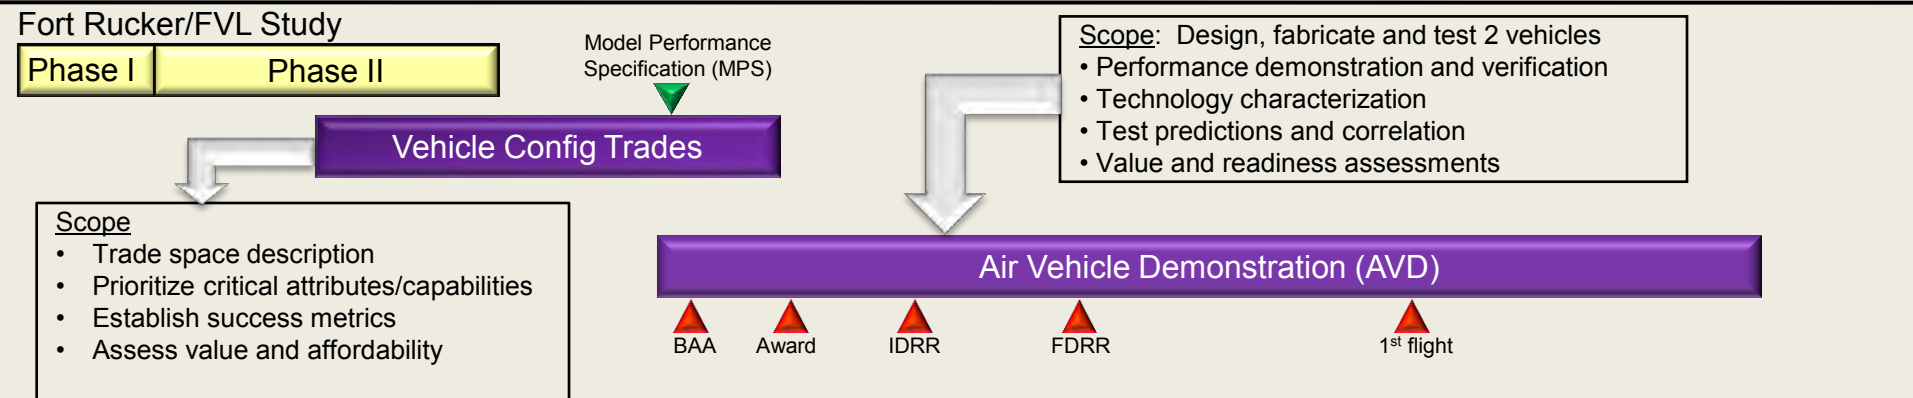 Fort Rucker/FVL Study
Phase I
Phase II
Model Performance
Specification (MPS)
Vehicle Config Trades
Scope
• Trade space description
• Prioritize critical attributes/capabilities
• Establish success metrics
• Assess value and affordability
Scope: Design, fabricate and test 2 vehicles
• Performance demonstration and verification
• Technology characterization
• Test predictions and correlation
• Value and readiness assessments
Air Vehicle Demonstration (AVD)
BAA
Award
IDRR
FDRR
1st flight